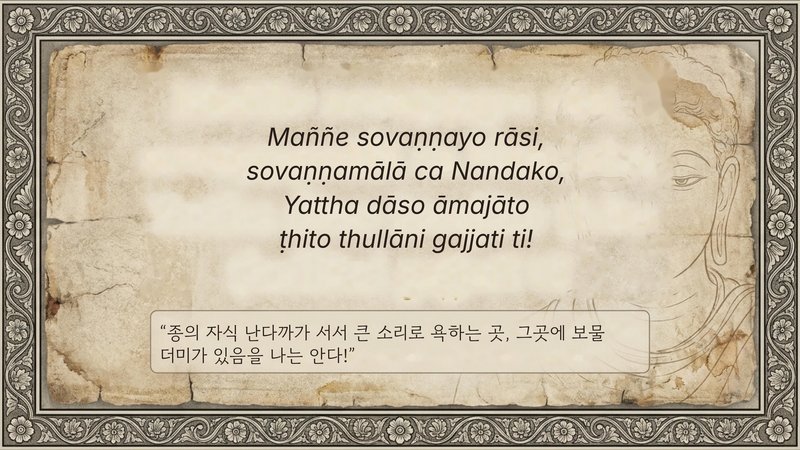 Maññe sovaṇṇayo rāsi,
sovaṇṇamālā ca Nandako,
Yattha dāso āmajāto
ṭhito thullāni gajjati ti!
“종의 자식 난다까가 서서 큰 소리로 욕하는 곳, 그곳에 보물
더미가 있음을 나는 안다!”